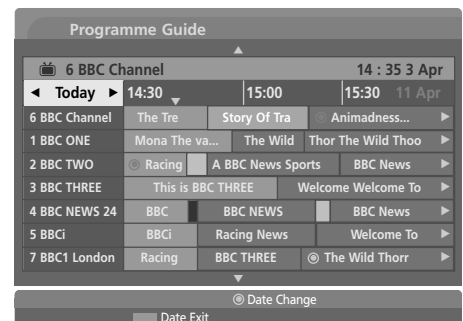 Programme Guide
6 BBC Channel 14 : 35 3 Apr
Today 14:30 15:00 15:30 11 Apr
6 BBC Channel The Tre Story Of Tra Animadness...
1 BBC ONE Mona The va... The Wild Thor The Wild Thoo
2 BBC TWO Racing A BBC News Sports BBC News
3 BBC THREE This is BBC THREE Welcome Welcome To
4 BBC NEWS 24 BBC BBC NEWS BBC News
5 BBCi BBCi Racing News Welcome To
7 BBC1 London Racing BBC THREE The Wild Thorr
Date Change
Date Exit